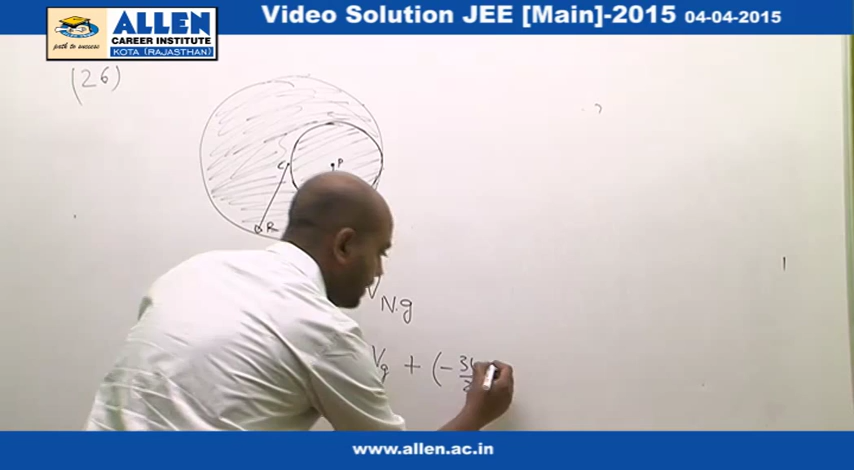 Video Solution JEE [Main]-2015 04-04-2015
ALLEN
CAREER INSTITUTE
KOTA (RAJASTHAN)
path to success
(26)
C P
R
V N.g
Vg + (-
www.allen.ac.in